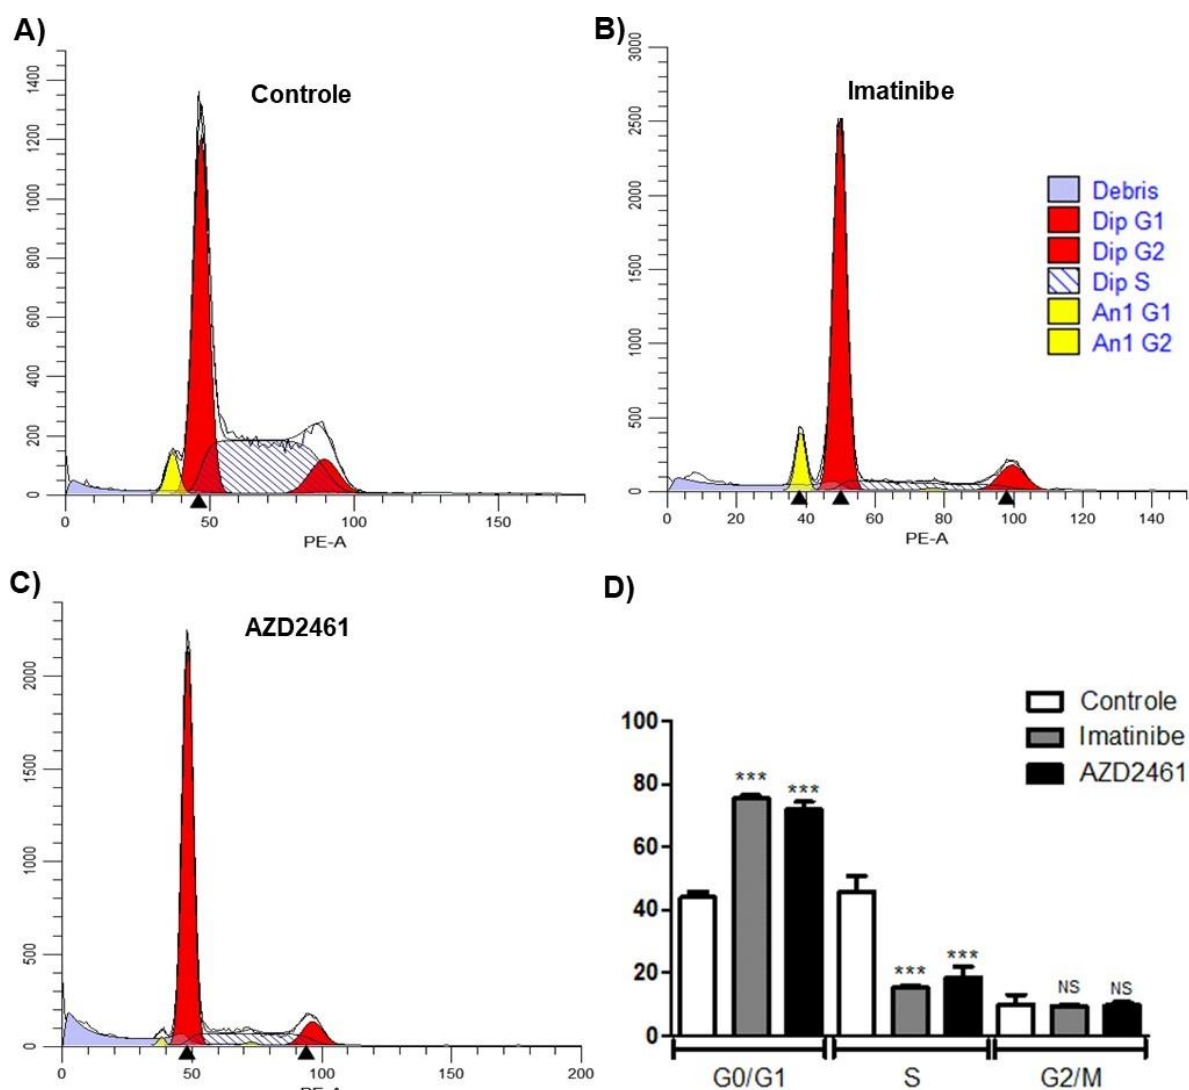 A)
Controle
0 200 400 600 800 1000 1200 1400
0 50 100 150
PE-A
B)
Imatinibe
0 500 1000 1500 2000 2500 3000
0 20 40 60 80 100 120 140
PE-A
Debris
Dip G1
Dip G2
Dip S
An1 G1
An1 G2
C)
AZD2461
0 500 1000 1500 2000
0 50 100 150 200
PE-A
D)
Controle
Imatinibe
AZD2461
100
80
60
40
20
0
*** ***
*** ***
NS NS
G0/G1 S G2/M